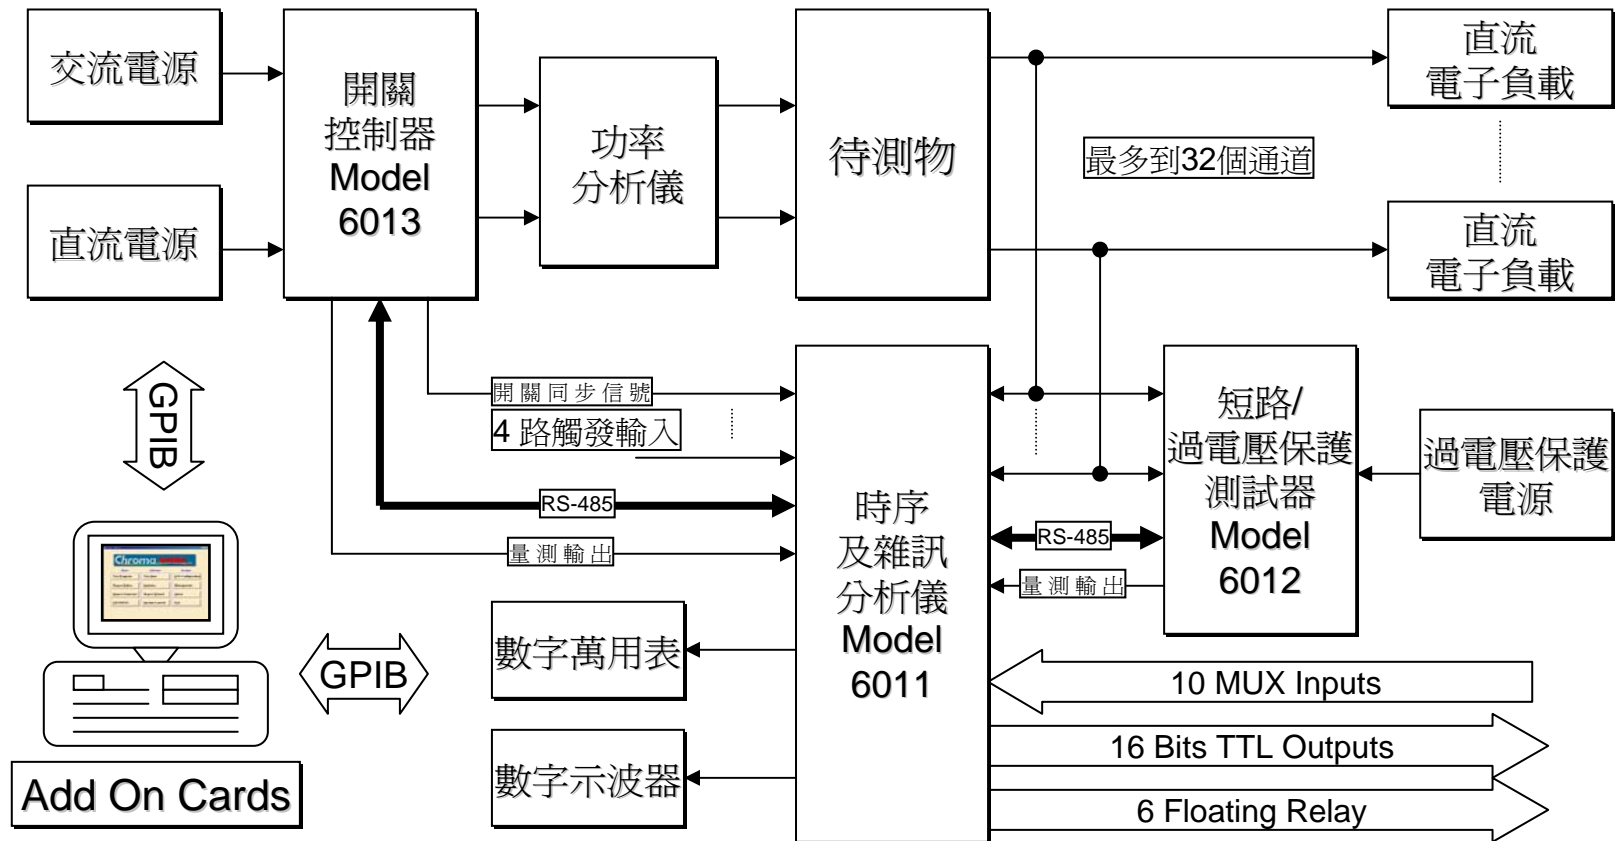 交流電源
直流電源
開關
控制器
Model
6013
功率
分析儀
待測物
最多到32個通道
直流
電子負載
直流
電子負載
GPIB
開關同步信號
4 路觸發輸入
RS-485
量測輸出
時序
及雜訊
分析儀
Model
6011
RS-485
量測輸出
短路/
過電壓保護
測試器
Model
6012
過電壓保護
電源
Chroma
GPIB
數字萬用表
數字示波器
10 MUX Inputs
16 Bits TTL Outputs
6 Floating Relay
Add On Cards